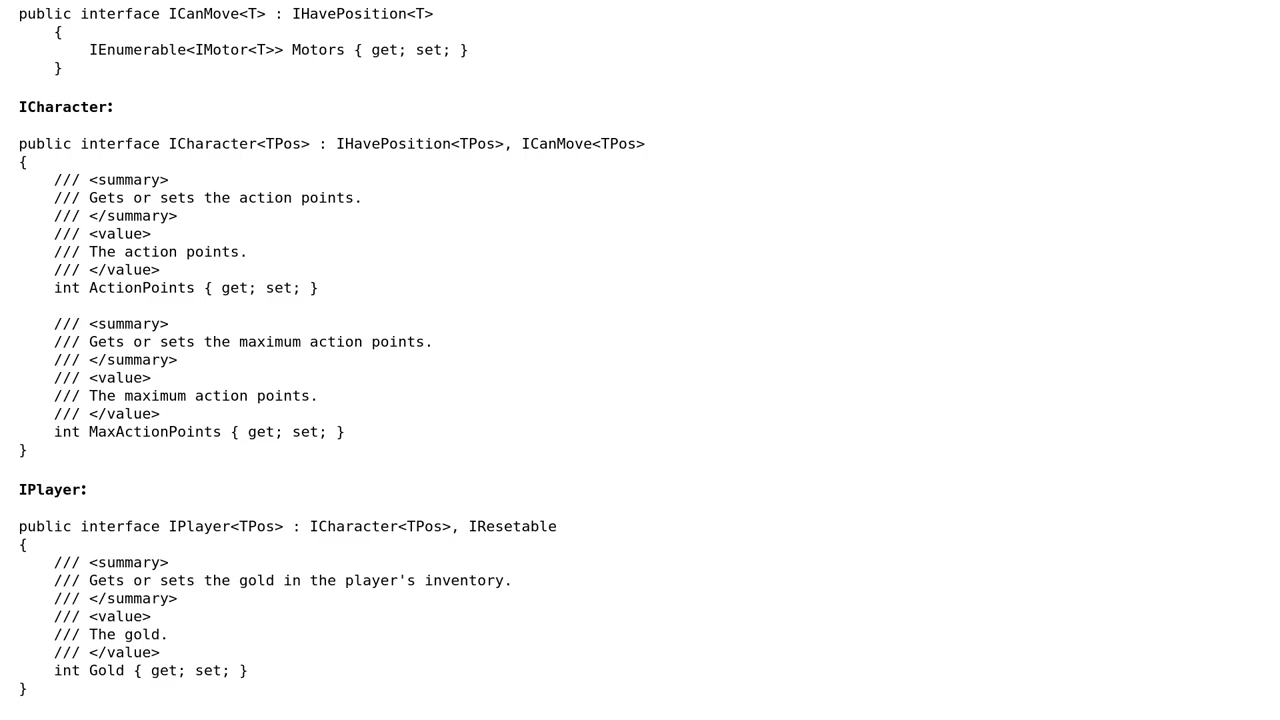 public interface ICanMove<T> : IHavePosition<T>
    {
        IEnumerable<IMotor<T>> Motors { get; set; }
    }
ICharacter:
public interface ICharacter<TPos> : IHavePosition<TPos>, ICanMove<TPos>
{
    /// <summary>
    /// Gets or sets the action points.
    /// </summary>
    /// <value>
    /// The action points.
    /// </value>
    int ActionPoints { get; set; }
    /// <summary>
    /// Gets or sets the maximum action points.
    /// </summary>
    /// <value>
    /// The maximum action points.
    /// </value>
    int MaxActionPoints { get; set; }
}
IPlayer:
public interface IPlayer<TPos> : ICharacter<TPos>, IResetable
{
    /// <summary>
    /// Gets or sets the gold in the player's inventory.
    /// </summary>
    /// <value>
    /// The gold.
    /// </value>
    int Gold { get; set; }
}